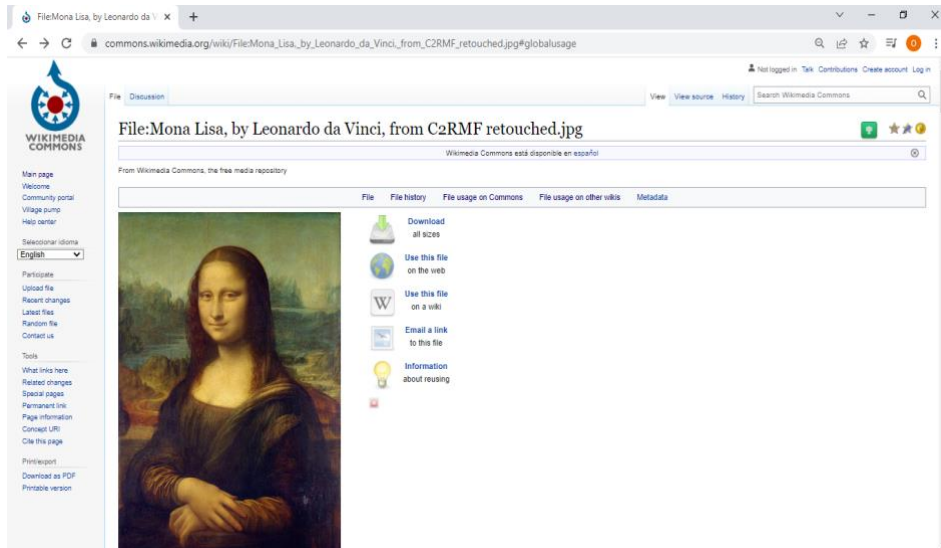 File:Mona Lisa, by Leonardo da V
commons.wikimedia.org/wiki/File:Mona_Lisa,_by_Leonardo_da_Vinci,_from_C2RMF_retouched.jpg#globalusage
0
Not logged in Talk Contributions Create account Log in
File Discussion View View source History Search Wikimedia Commons
WIKIMEDIA
COMMONS
File:Mona Lisa, by Leonardo da Vinci, from C2RMF retouched.jpg
Wikimedia Commons está disponible en español
From Wikimedia Commons, the free media repository
File File history File usage on Commons File usage on other wikis Metadata
Main page
Welcome
Community portal
Village pump
Help center
Seleccionar idioma
English
Participate
Upload file
Recent changes
Latest files
Random file
Contact us
Tools
What links here
Related changes
Special pages
Permanent link
Page information
Concept URI
Cite this page
Print/export
Download as PDF
Printable version
Download
all sizes
Use this file
on the web
W
Use this file
on a wiki
Email a link
to this file
Information
about reusing